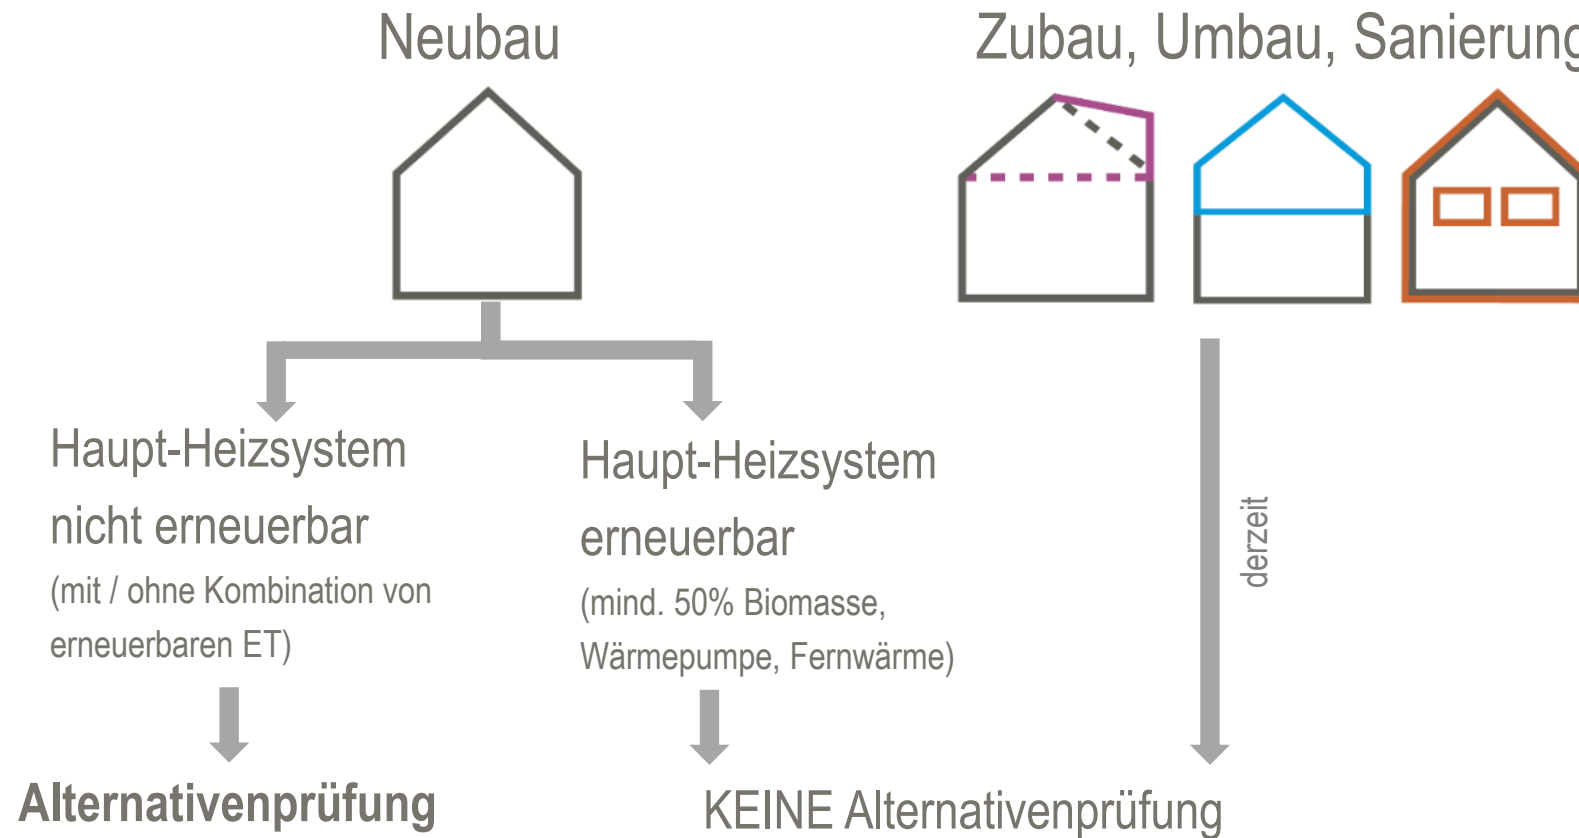 Neubau
Zubau, Umbau, Sanierung
Haupt-Heizsystem
nicht erneuerbar
(mit / ohne Kombination von
erneuerbaren ET)
Haupt-Heizsystem
erneuerbar
(mind. 50% Biomasse,
Wärmepumpe, Fernwärme)
derzeit
Alternativenprüfung
KEINE Alternativenprüfung